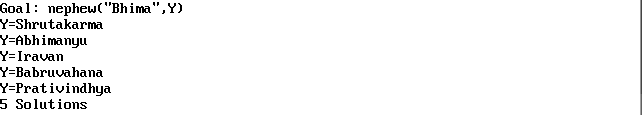 Goal: nephew("Bhima",Y)
Y=Shrutakarma
Y=Abhimanyu
Y=Iravan
Y=Babruvahana
Y=Prativindhya
5 Solutions